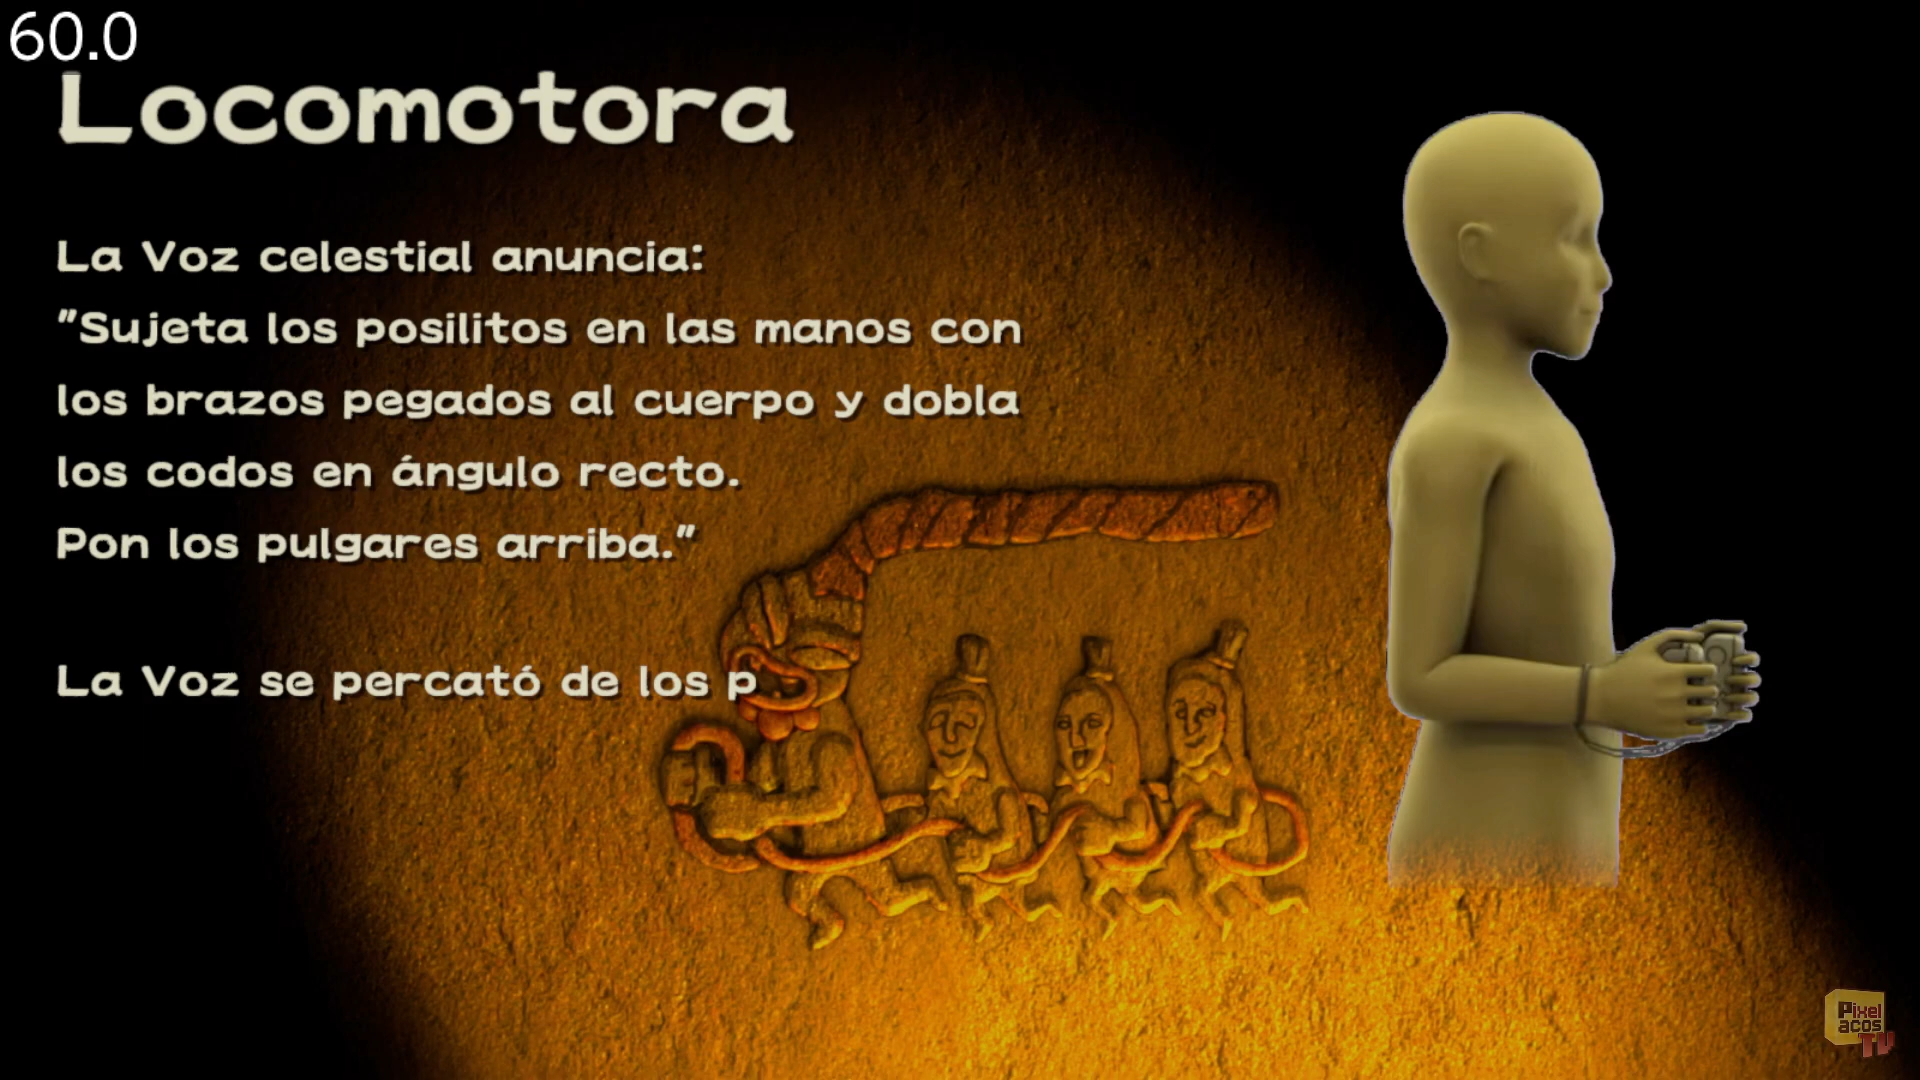 60.0
Locomotora
La Voz celestial anuncia:
"Sujeta los posilitos en las manos con
los brazos pegados al cuerpo y dobla
los codos en ángulo recto.
Pon los pulgares arriba."
La Voz se percató de los p
Pixel
acos
TV